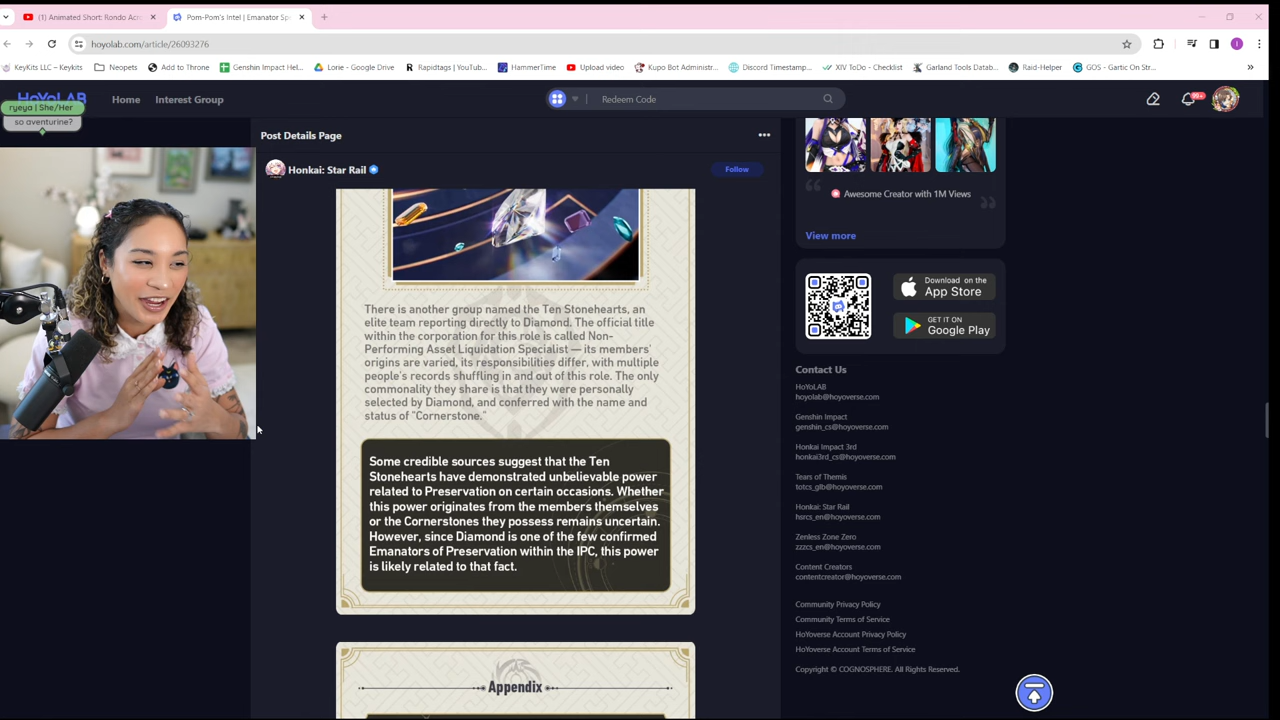 (1) Animated Short: Rondo Acro
Pom-Pom's Intel | Emanator Spe
hoyolab.com/article/26093276
KeyKits LLC – Keykits
Neopets
Add to Throne
Genshin Impact Hel...
Lorie - Google Drive
Rapidtags | YouTub...
HammerTime
Upload video
Kupo Bot Administr...
Discord Timestamp...
XIV ToDo - Checklist
Garland Tools Datab...
Raid-Helper
GOS - Gartic On Str...
HoYoLAB
Home
Interest Group
Redeem Code
99+
ryeya | She/Her
so aventurine?
Post Details Page
Honkai: Star Rail
Follow
There is another group named the Ten Stonehearts, an
elite team reporting directly to Diamond. The official title
within the corporation for this role is called Non-
Performing Asset Liquidation Specialist — its members'
origins are varied, its responsibilities differ, with multiple
people's records shuffling in and out of this role. The only
commonality they share is that they were personally
selected by Diamond, and conferred with the name and
status of "Cornerstone."
Some credible sources suggest that the Ten
Stonehearts have demonstrated unbelievable power
related to Preservation on certain occasions. Whether
this power originates from the members themselves
or the Cornerstones they possess remains uncertain.
However, since Diamond is one of the few confirmed
Emanators of Preservation within the IPC, this power
is likely related to that fact.
Appendix
Awesome Creator with 1M Views
View more
Download on the
App Store
GET IT ON
Google Play
Contact Us
HoYoLAB
hoyolab@hoyoverse.com
Genshin Impact
genshin_cs@hoyoverse.com
Honkai Impact 3rd
honkai3rd_cs@hoyoverse.com
Tears of Themis
totcs_glb@hoyoverse.com
Honkai: Star Rail
hsrcs_en@hoyoverse.com
Zenless Zone Zero
zzzcs_en@hoyoverse.com
Content Creators
contentcreator@hoyoverse.com
Community Privacy Policy
Community Terms of Service
HoYoverse Account Privacy Policy
HoYoverse Account Terms of Service
Copyright © COGNOSPHERE. All Rights Reserved.